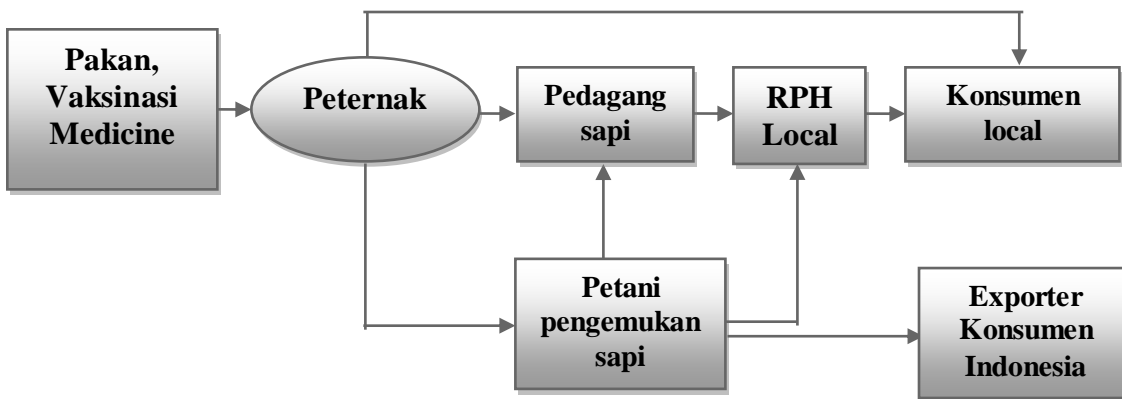 Pakan,
Vaksinasi
Medicine
Peternak
Pedagang
sapi
RPH
Local
Konsumen
local
Petani
pengemukan
sapi
Exporter
Konsumen
Indonesia